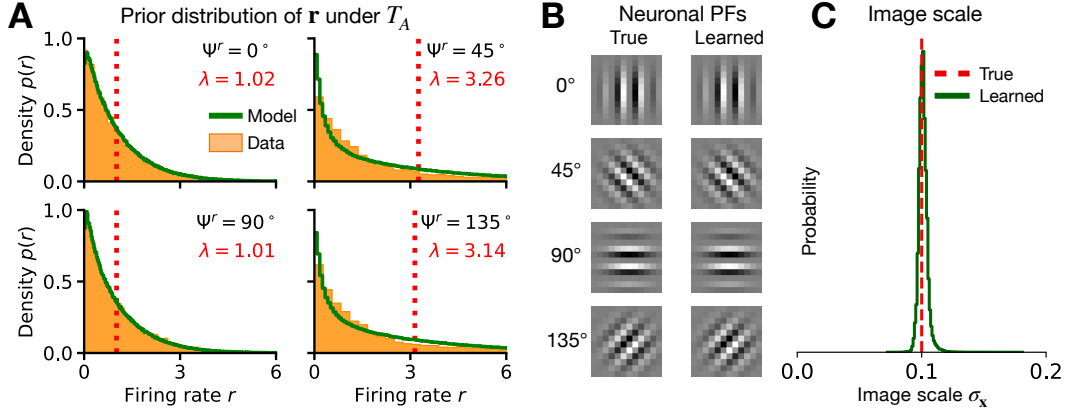 A
Prior distribution of r under T_A
Density p(r)
1.0
0.5
0.0
Ψ^r = 0°
λ = 1.02
Model
Data
Ψ^r = 45°
λ = 3.26
Density p(r)
1.0
0.5
0.0
0
3
6
Firing rate r
Ψ^r = 90°
λ = 1.01
Ψ^r = 135°
λ = 3.14
0
3
6
Firing rate r
B
Neuronal PFs
True
Learned
0°
45°
90°
135°
C
Image scale
True
Learned
Probability
0.0
0.1
0.2
Image scale σ_x